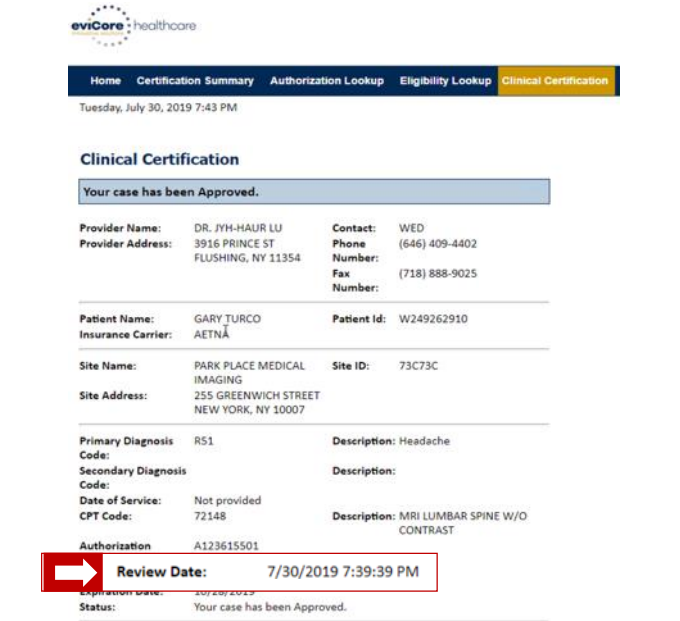 eviCore healthcare
Home Certification Summary Authorization Lookup Eligibility Lookup Clinical Certification
Tuesday, July 30, 2019 7:43 PM
Clinical Certification
Your case has been Approved.
Provider Name: DR. JYH-HAUR LU Contact: WED
Provider Address: 3916 PRINCE ST Phone (646) 409-4402
FLUSHING, NY 11354 Number:
Fax (718) 888-9025
Number:
Patient Name: GARY TURCO Patient Id: W249262910
Insurance Carrier: AETNA
Site Name: PARK PLACE MEDICAL Site ID: 73C73C
IMAGING
Site Address: 255 GREENWICH STREET
NEW YORK, NY 10007
Primary Diagnosis R51 Description: Headache
Code:
Secondary Diagnosis Description:
Code:
Date of Service: Not provided
CPT Code: 72148 Description: MRI LUMBAR SPINE W/O
CONTRAST
Authorization A123615501
Review Date: 7/30/2019 7:39:39 PM
Expiration Date: 10/28/2019
Status: Your case has been Approved.